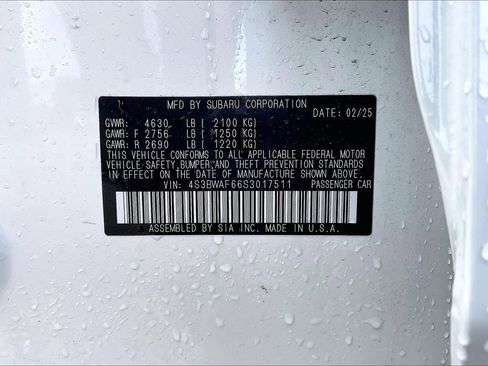 MFD BY SUBARU CORPORATION
DATE: 02/25
GVWR: 4630 LB ( 2100 KG)
GAWR: F 2756 LB ( 1250 KG)
GAWR: R 2690 LB ( 1220 KG)
THIS VEHICLE CONFORMS TO ALL APPLICABLE FEDERAL MOTOR
VEHICLE SAFETY, BUMPER, AND THEFT PREVENTION STANDARDS
IN EFFECT ON THE DATE OF MANUFACTURE SHOWN ABOVE.
VIN: 4S3BWAF66S3017511 PASSENGER CAR
ASSEMBLED BY SIA INC. MADE IN U.S.A.